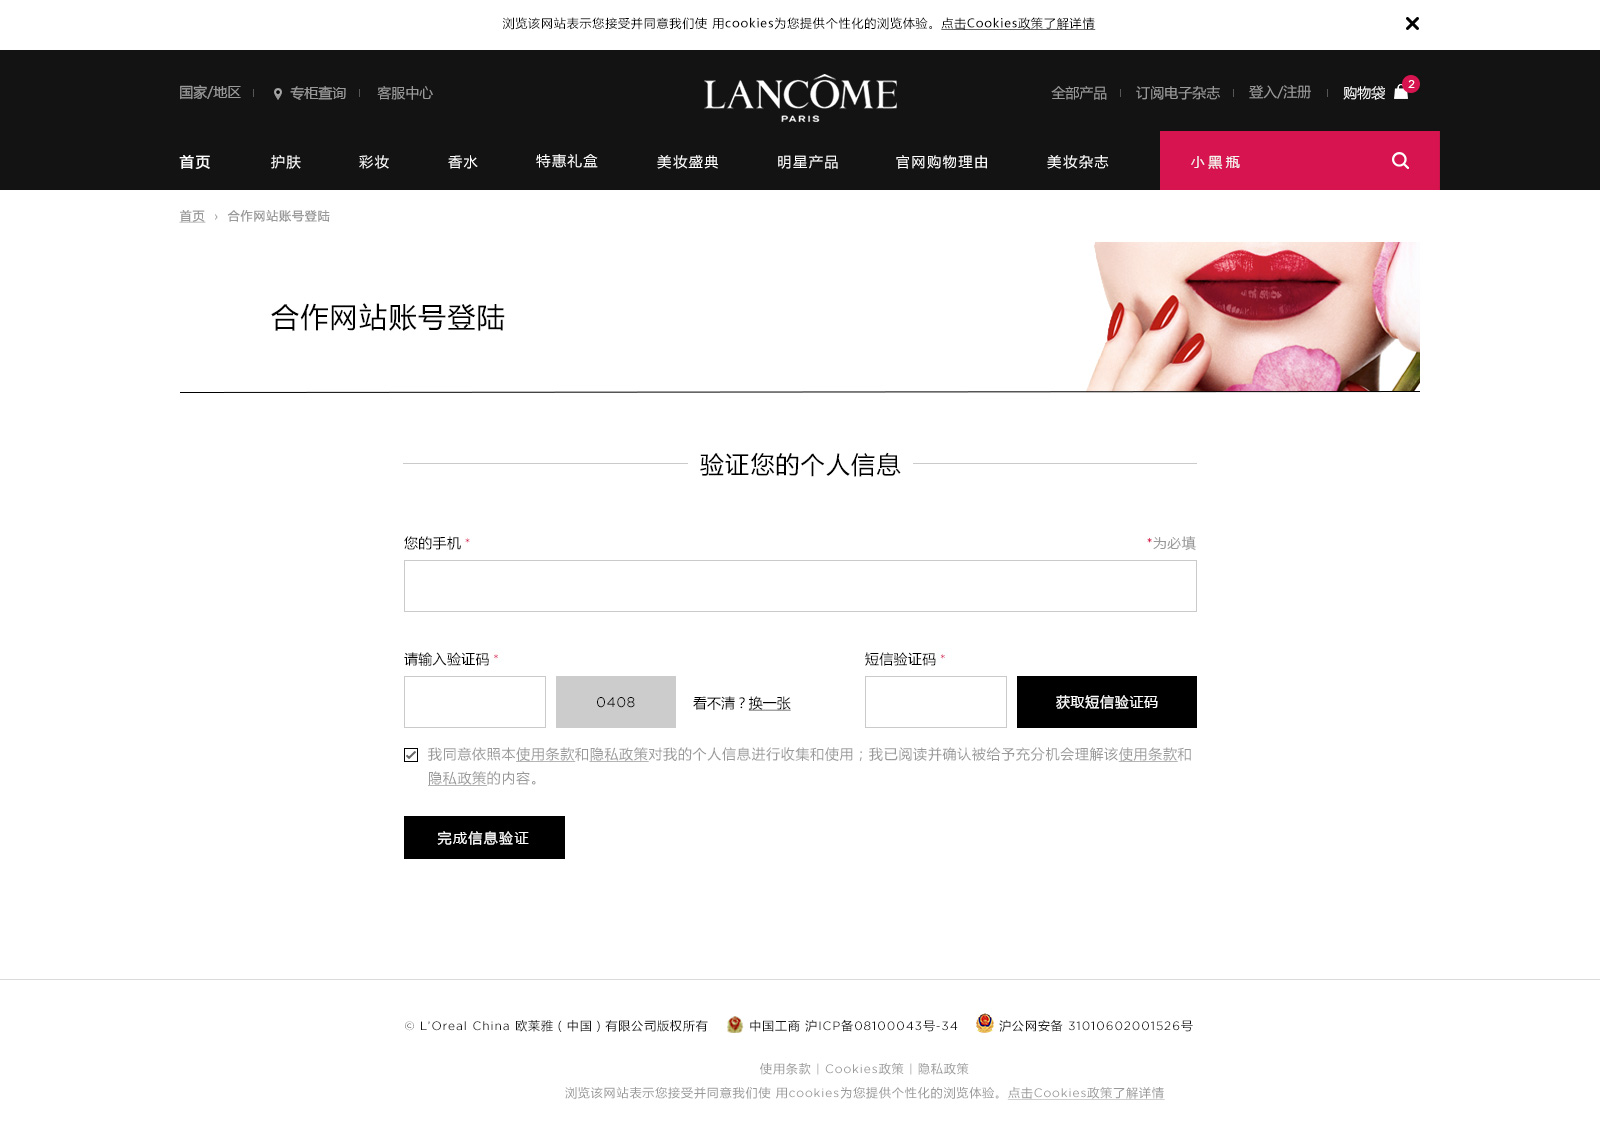 浏览该网站表示您接受并同意我们使 用cookies为您提供个性化的浏览体验。点击Cookies政策了解详情
国家/地区 专柜查询 客服中心 LANCÔME PARIS 全部产品 订阅电子杂志 登入/注册 购物袋 2
首页 护肤 彩妆 香水 特惠礼盒 美妆盛典 明星产品 官网购物理由 美妆杂志 小黑瓶
首页 › 合作网站账号登陆
合作网站账号登陆
验证您的个人信息
您的手机 * *为必填
请输入验证码 * 短信验证码 *
0408 看不清？换一张 获取短信验证码
我同意依照本使用条款和隐私政策对我的个人信息进行收集和使用；我已阅读并确认被给予充分机会理解该使用条款和
隐私政策的内容。
完成信息验证
© L'Oreal China 欧莱雅（中国）有限公司版权所有 中国工商 沪ICP备08100043号-34 沪公网安备 31010602001526号
使用条款 | Cookies政策 | 隐私政策
浏览该网站表示您接受并同意我们使 用cookies为您提供个性化的浏览体验。点击Cookies政策了解详情